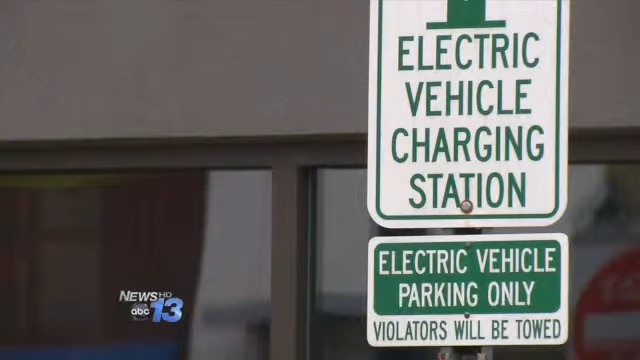 ELECTRIC
VEHICLE
CHARGING
STATION
ELECTRIC VEHICLE
PARKING ONLY
VIOLATORS WILL BE TOWED
NEWS HD
abc 13